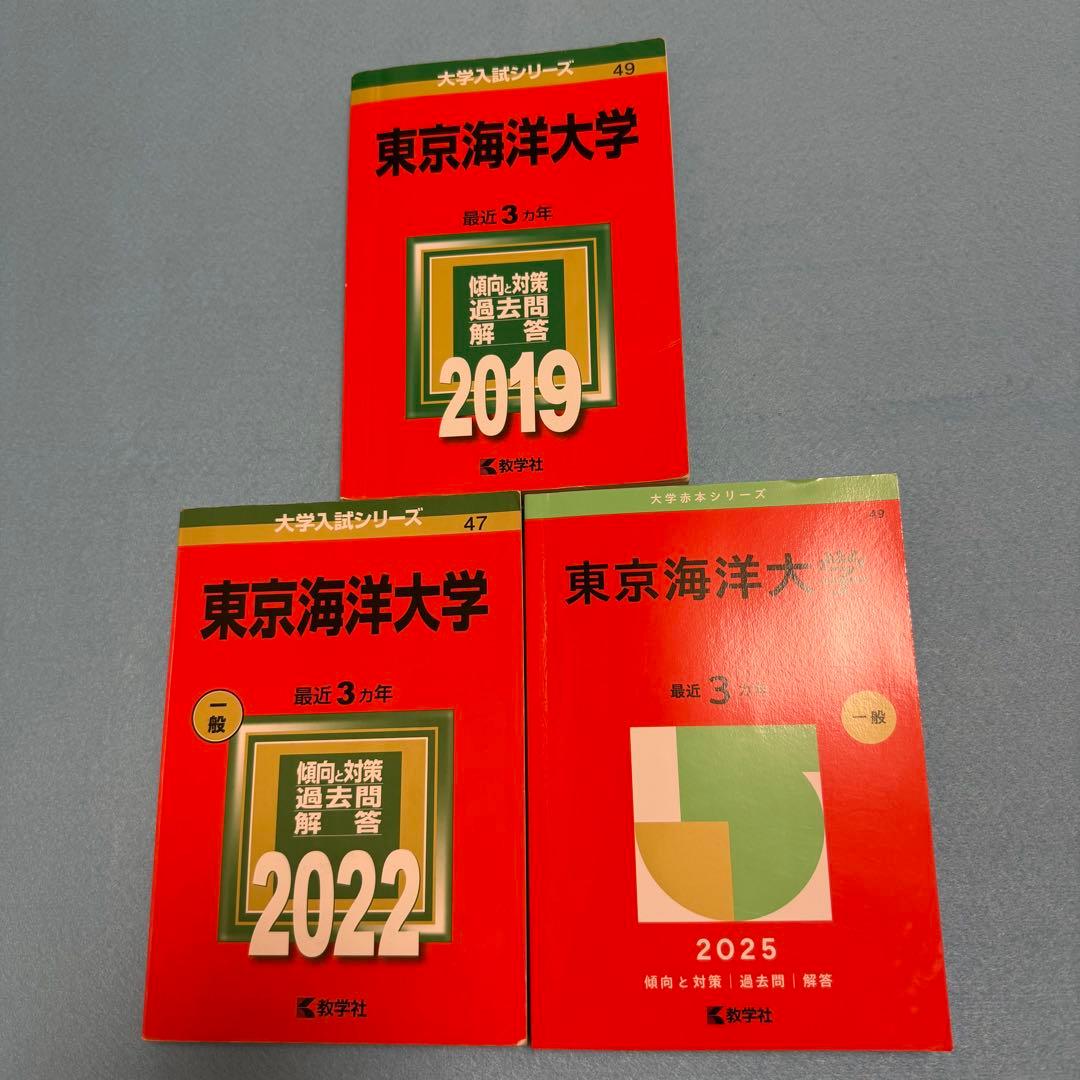 大学入試シリーズ 49
東京海洋大学
最近3ヵ年
傾向と対策
過去問
解答
2019
教学社
大学入試シリーズ 47
東京海洋大学
最近3ヵ年
一般
傾向と対策
過去問
解答
2022
教学社
大学赤本シリーズ
49
東京海洋大学
最近3ヵ年
一般
2025
傾向と対策|過去問|解答
教学社